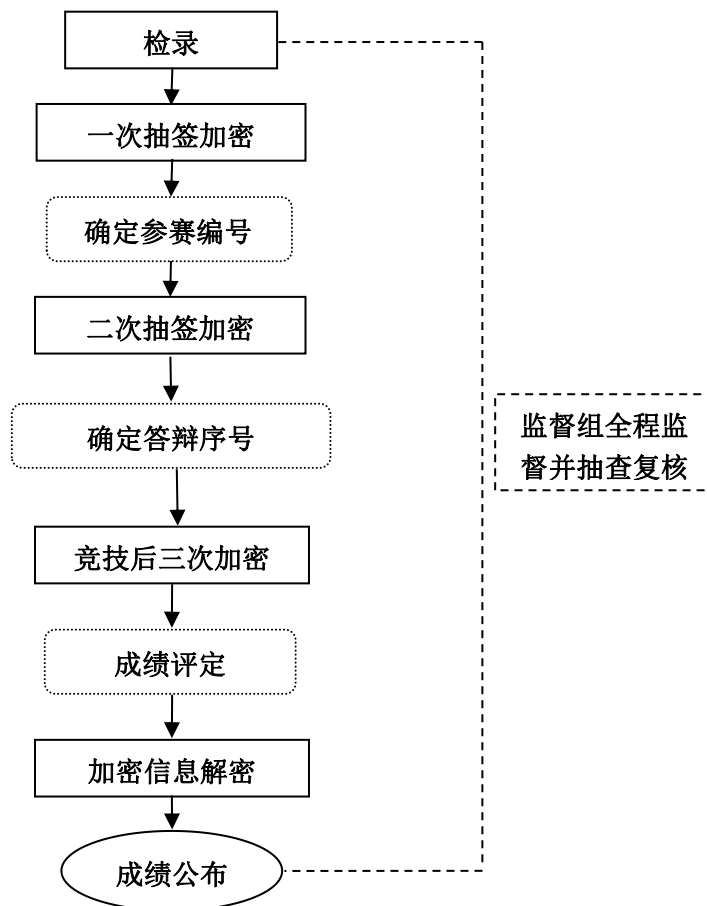 检录
一次抽签加密
确定参赛编号
二次抽签加密
确定答辩序号
竞技后三次加密
成绩评定
加密信息解密
成绩公布
监督组全程监
督并抽查复核